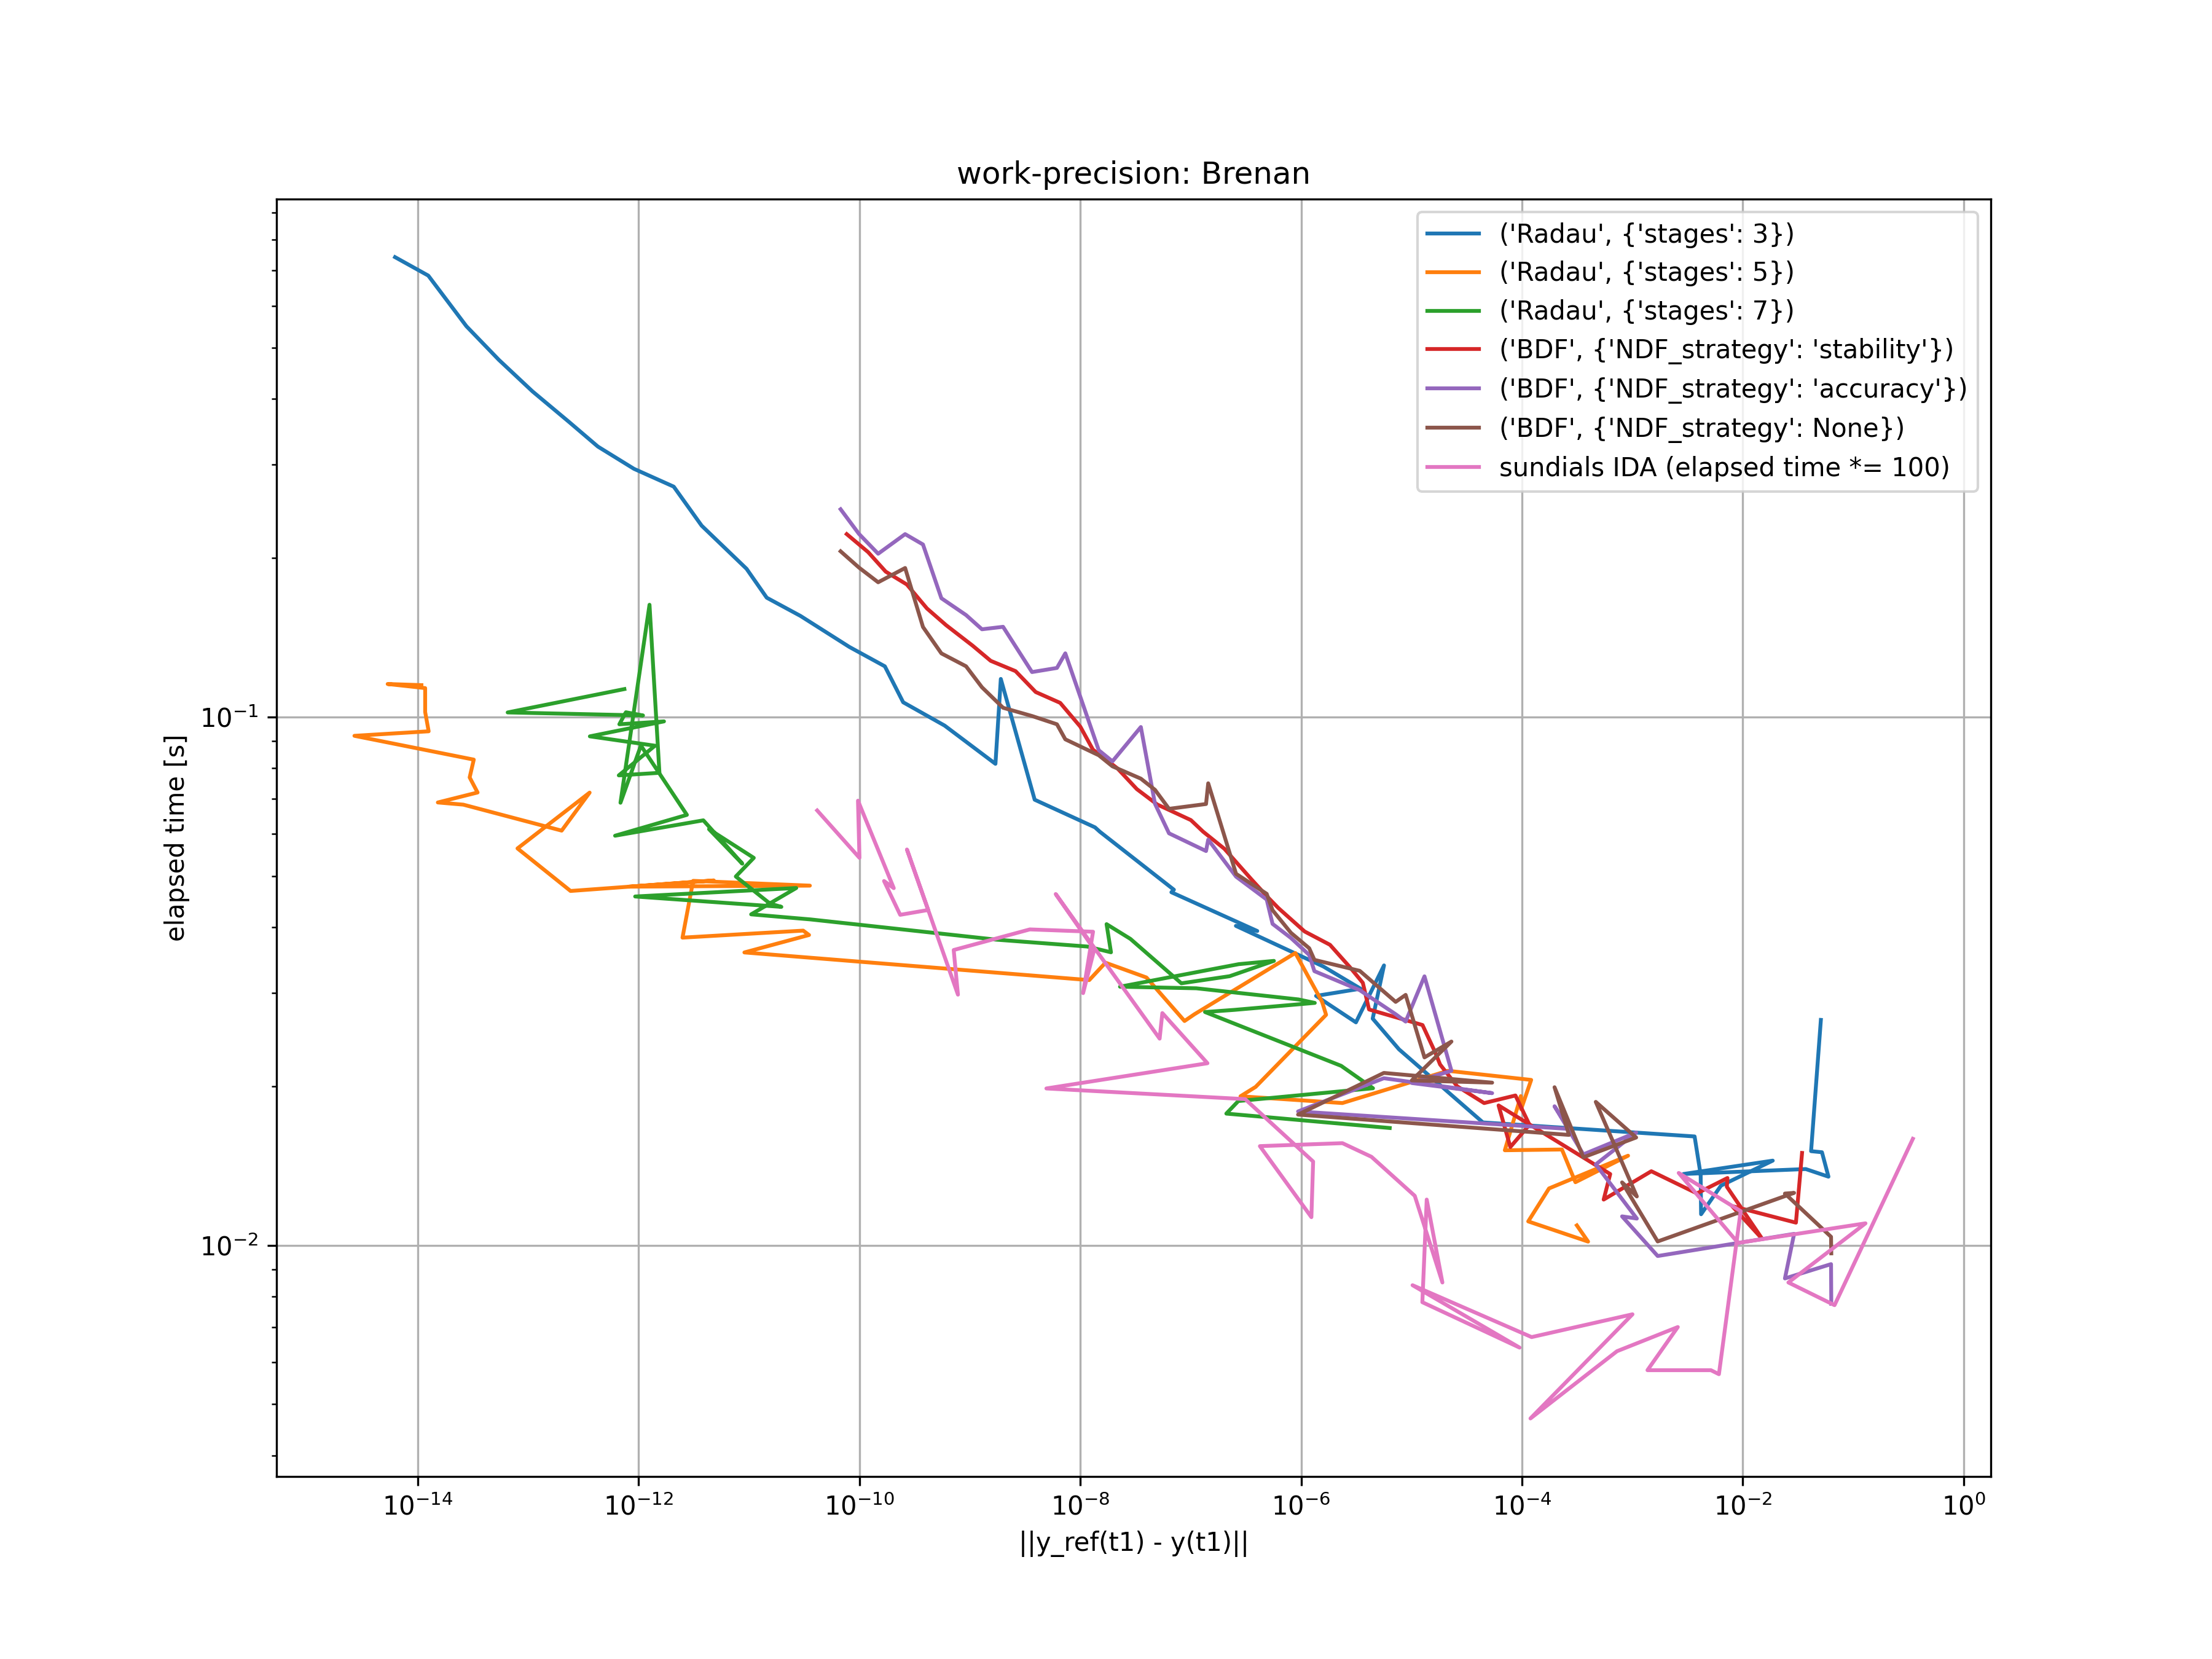 work-precision: Brenan
('Radau', {'stages': 3})
('Radau', {'stages': 5})
('Radau', {'stages': 7})
('BDF', {'NDF_strategy': 'stability'})
('BDF', {'NDF_strategy': 'accuracy'})
('BDF', {'NDF_strategy': None})
sundials IDA (elapsed time *= 100)
elapsed time [s]
10⁻¹
10⁻²
10⁻¹⁴ 10⁻¹² 10⁻¹⁰ 10⁻⁸ 10⁻⁶ 10⁻⁴ 10⁻² 10⁰
||y_ref(t1) - y(t1)||